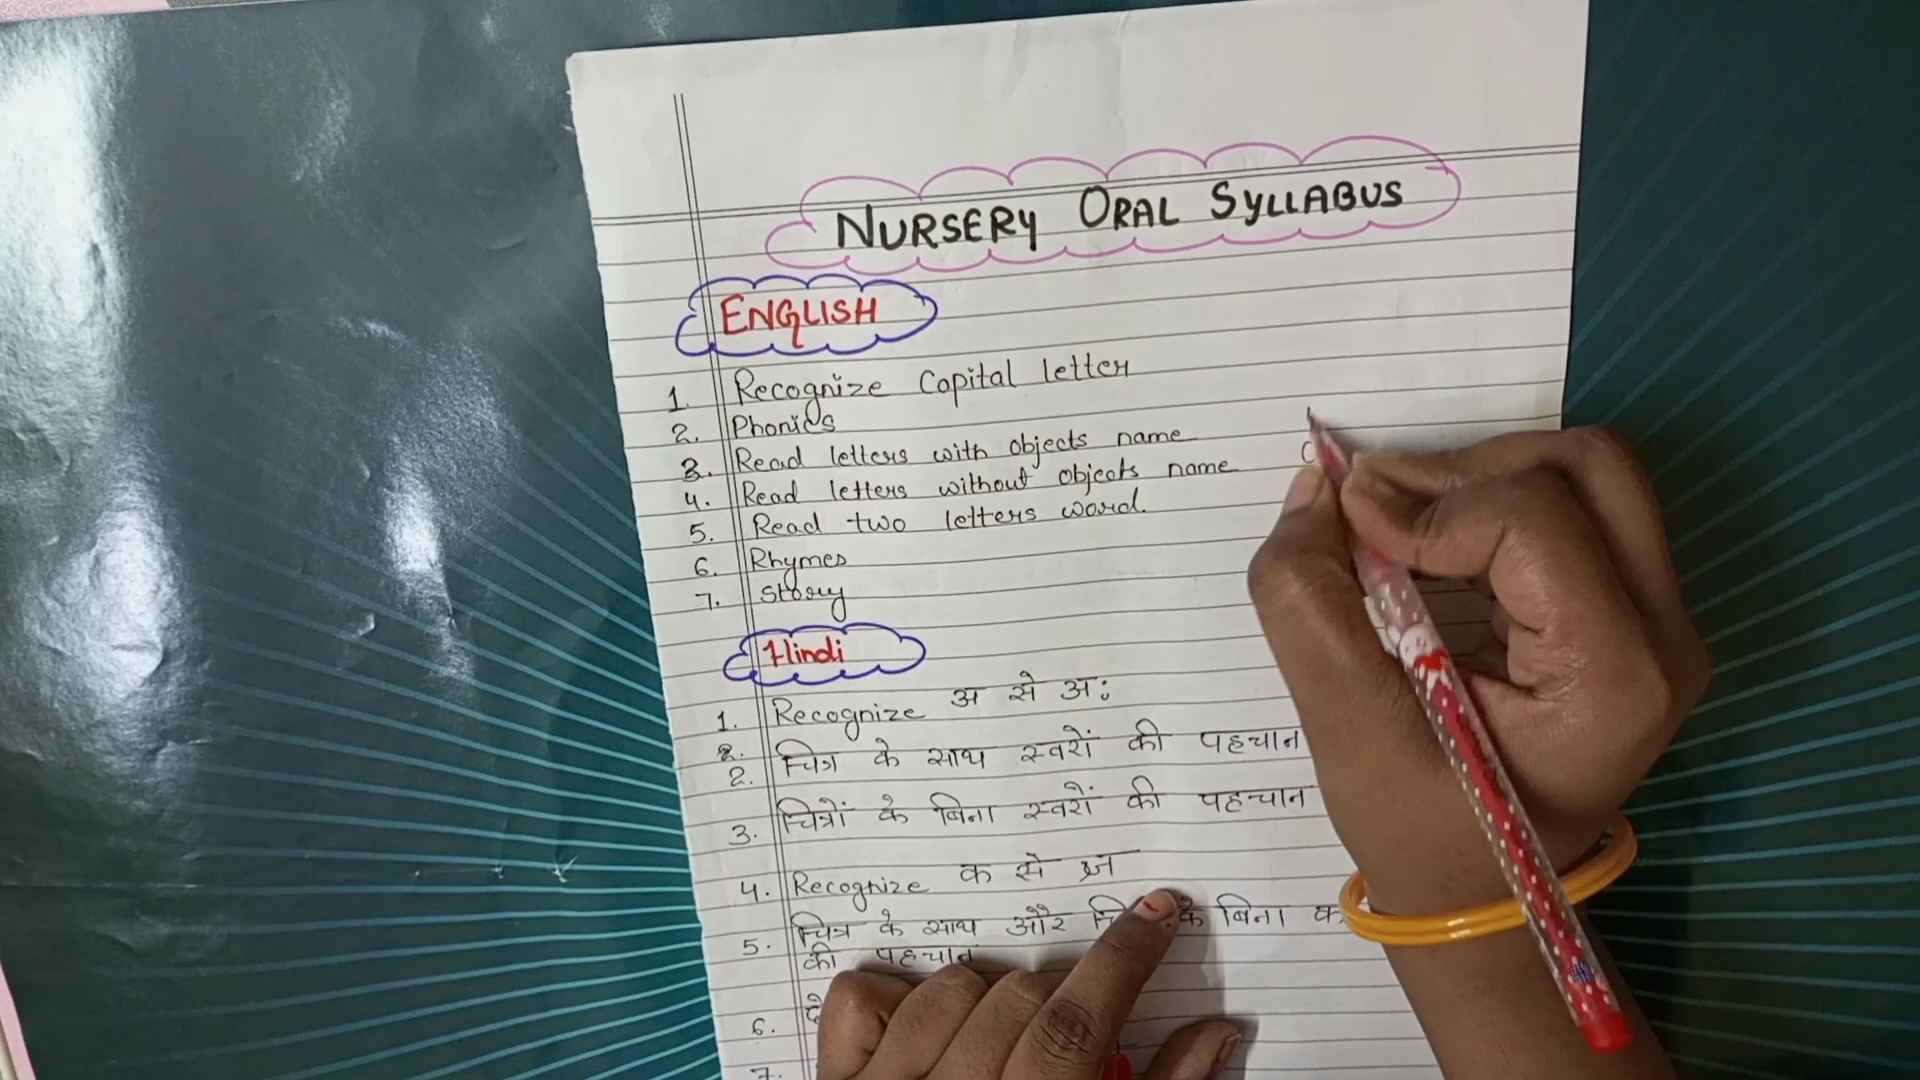 NURSERY ORAL SYLLABUS
ENGLISH
1. Recognize Capital letter
2. Phonics
3. Read letters with objects name
4. Read letters without objects name
5. Read two letters word.
6. Rhymes
7. Story
Hindi
1. Recognize अ से अः
2.
2. चित्र के साथ स्वरों की पहचान
3. चित्रों के बिना स्वरों की पहचान
4. Recognize क से ज्ञ
5. चित्र के साथ और के बिना
की पहचान
6.
7.